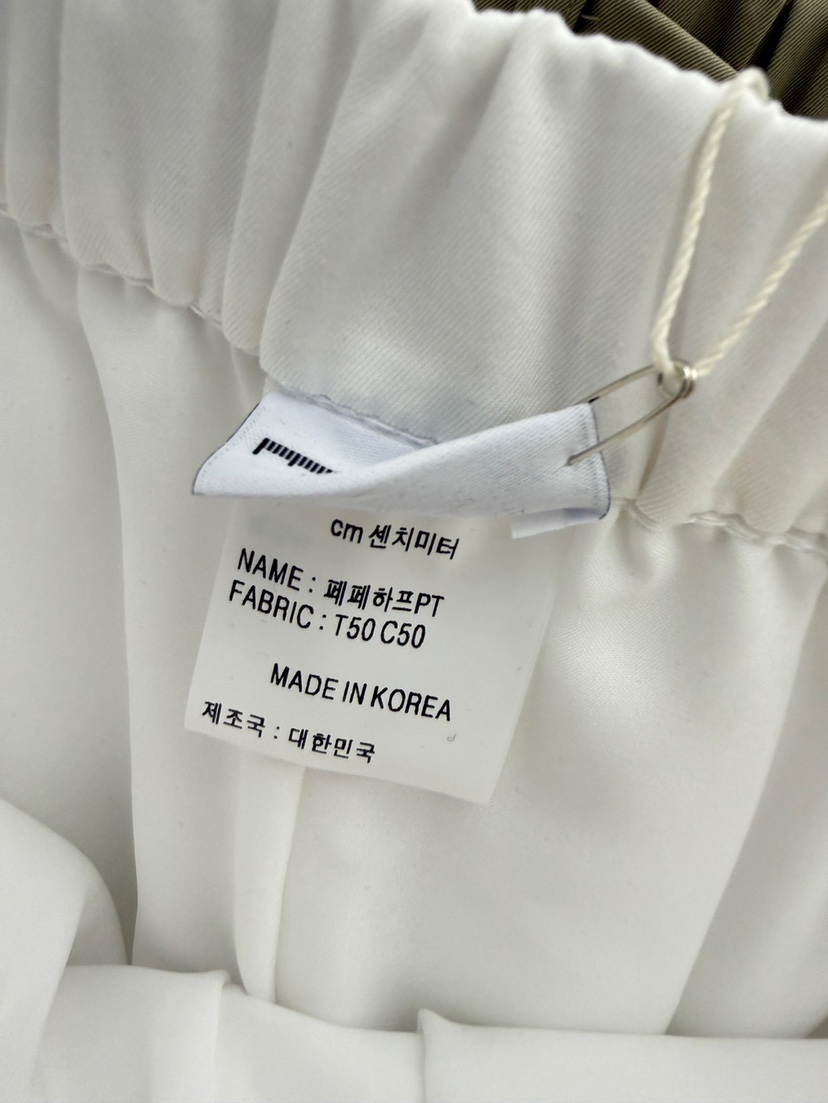 cm 센치미터
NAME : 폐페하프PT
FABRIC : T50 C50
MADE IN KOREA
제조국 : 대한민국